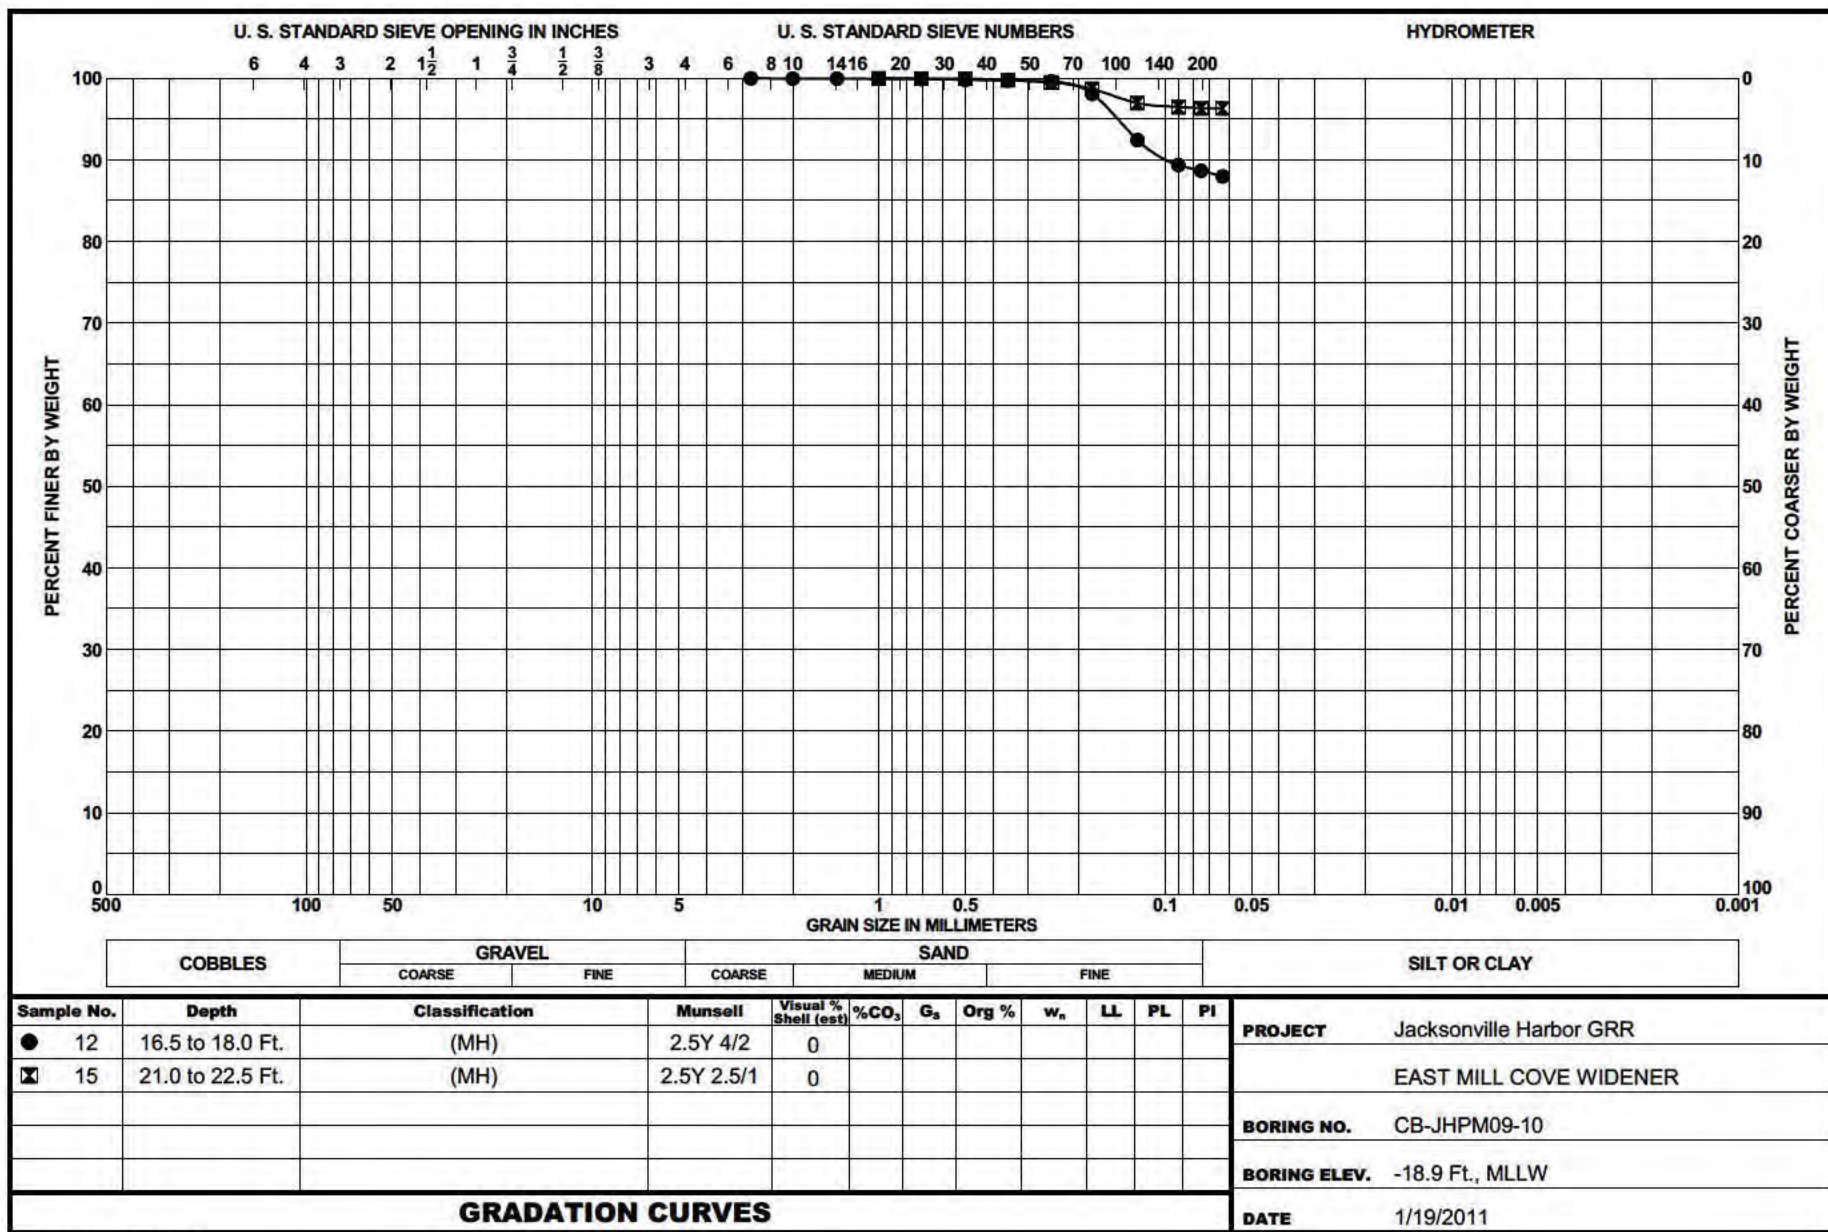 U. S. STANDARD SIEVE OPENING IN INCHES U. S. STANDARD SIEVE NUMBERS HYDROMETER
6 4 3 2 1 1/2 1 3/4 1/2 3/8 3 4 6 8 10 14 16 20 30 40 50 70 100 140 200
100 0
90 10
80 20
70 30
60 40
50 50
40 60
30 70
20 80
10 90
0 100
PERCENT FINER BY WEIGHT
PERCENT COARSER BY WEIGHT
500 100 50 10 5 1 0.5 0.1 0.05 0.01 0.005 0.001
GRAIN SIZE IN MILLIMETERS
COBBLES GRAVEL SAND SILT OR CLAY
COARSE FINE COARSE MEDIUM FINE
Sample No. Depth Classification Munsell Visual % Shell (est) %CO₃ Gₛ Org % wₙ LL PL PI
12 16.5 to 18.0 Ft. (MH) 2.5Y 4/2 0
15 21.0 to 22.5 Ft. (MH) 2.5Y 2.5/1 0
GRADATION CURVES
PROJECT Jacksonville Harbor GRR
EAST MILL COVE WIDENER
BORING NO. CB-JHPM09-10
BORING ELEV. -18.9 Ft., MLLW
DATE 1/19/2011